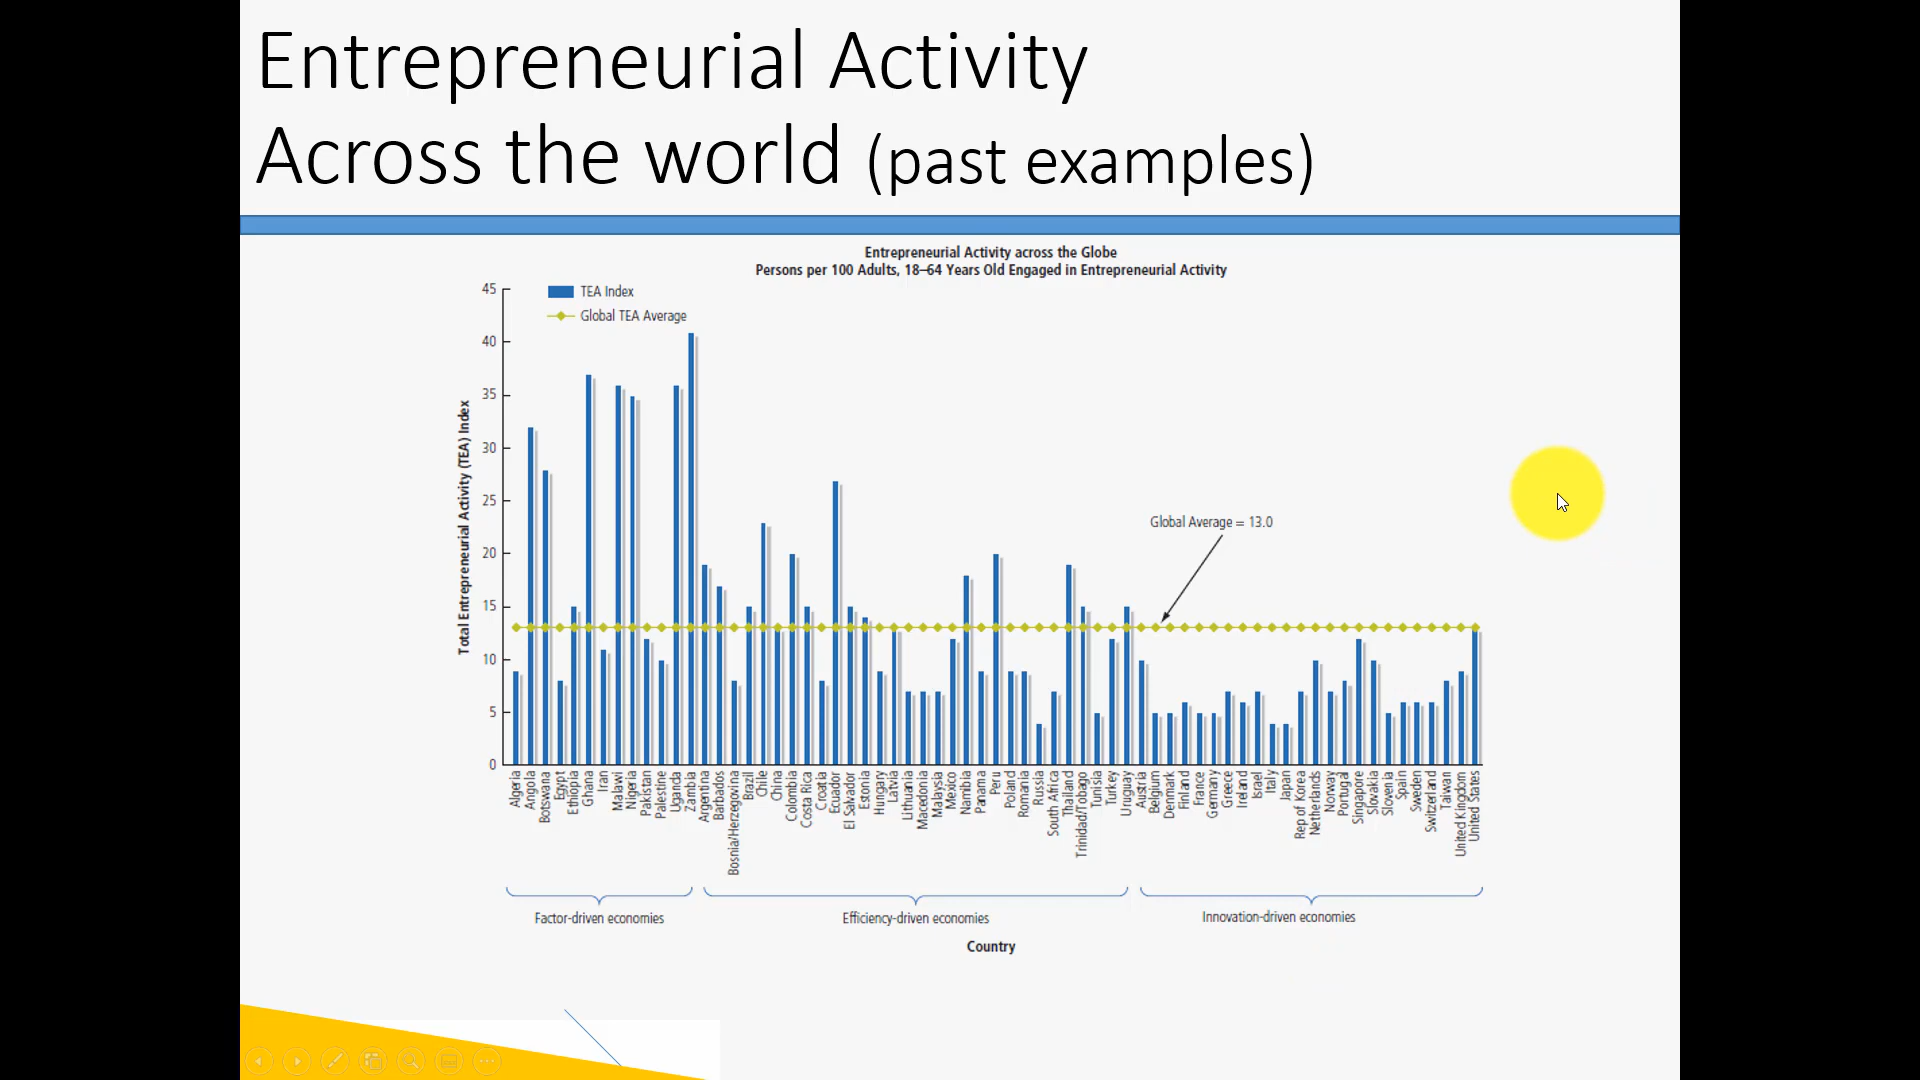 Entrepreneurial Activity
Across the world (past examples)
Entrepreneurial Activity across the Globe
Persons per 100 Adults, 18–64 Years Old Engaged in Entrepreneurial Activity
TEA Index
Global TEA Average
Total Entrepreneurial Activity (TEA) Index
45
40
35
30
25
20
15
10
5
0
Global Average = 13.0
Algeria
Angola
Botswana
Egypt
Ethiopia
Ghana
Iran
Malawi
Nigeria
Pakistan
Palestine
Uganda
Zambia
Argentina
Barbados
Bosnia/Herzegovina
Brazil
Chile
China
Colombia
Costa Rica
Croatia
Ecuador
El Salvador
Estonia
Hungary
Latvia
Lithuania
Macedonia
Malaysia
Mexico
Namibia
Panama
Peru
Poland
Romania
Russia
South Africa
Thailand
Trinidad/Tobago
Tunisia
Turkey
Uruguay
Austria
Belgium
Denmark
Finland
France
Germany
Greece
Ireland
Israel
Italy
Japan
Rep of Korea
Netherlands
Norway
Portugal
Singapore
Slovakia
Slovenia
Spain
Sweden
Switzerland
Taiwan
United Kingdom
United States
Factor-driven economies
Efficiency-driven economies
Innovation-driven economies
Country